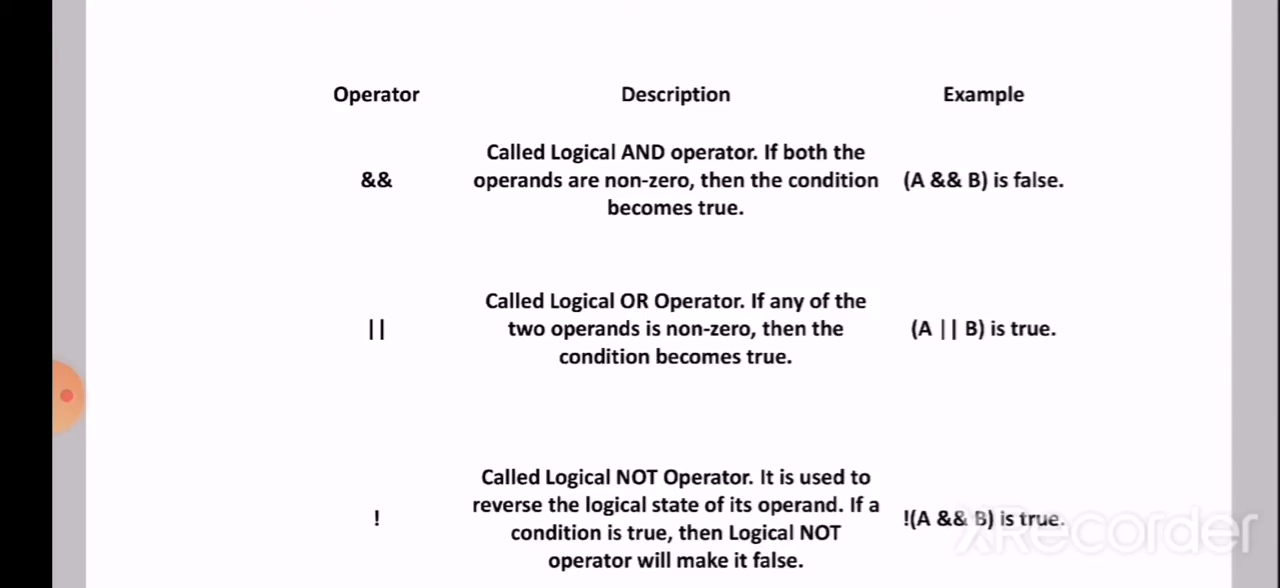 Operator Description Example
Called Logical AND operator. If both the
&& operands are non-zero, then the condition (A && B) is false.
becomes true.
Called Logical OR Operator. If any of the
|| two operands is non-zero, then the (A || B) is true.
condition becomes true.
Called Logical NOT Operator. It is used to
reverse the logical state of its operand. If a
! condition is true, then Logical NOT !(A && B) is true.
operator will make it false.
XRecorder